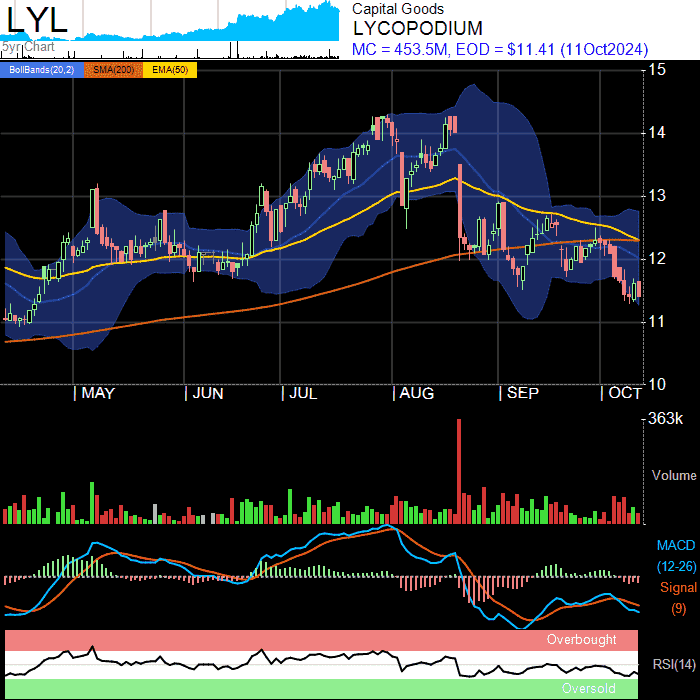 LYL
5yr Chart
Capital Goods
LYCOPODIUM
MC = 453.5M, EOD = $11.41 (11Oct2024)
BollBands(20,2) SMA(200) EMA(50)
15
14
13
12
11
10
MAY JUN JUL AUG SEP OCT
363k
Volume
MACD
(12-26)
Signal
(9)
Overbought
RSI(14)
Oversold